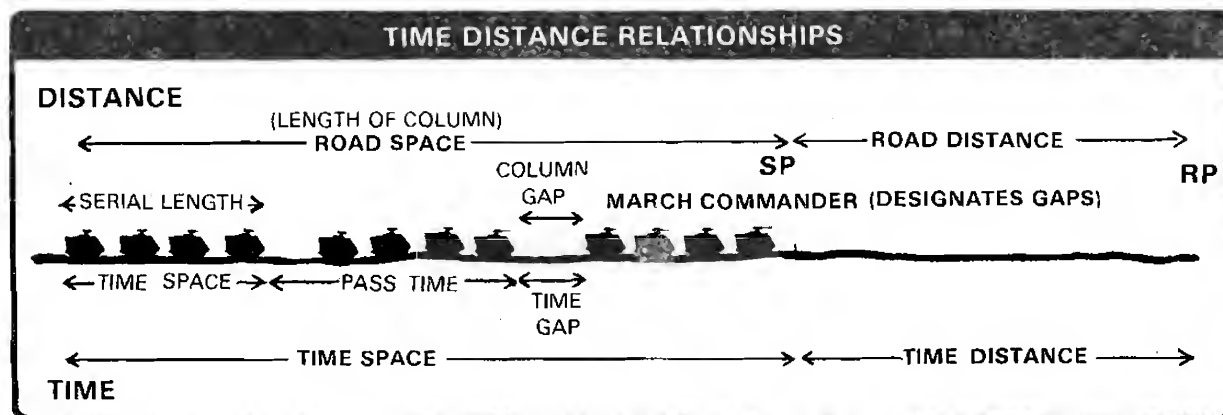 TIME DISTANCE RELATIONSHIPS
DISTANCE
(LENGTH OF COLUMN)
ROAD SPACE
ROAD DISTANCE
SP
RP
COLUMN
GAP
SERIAL LENGTH
MARCH COMMANDER (DESIGNATES GAPS)
TIME SPACE
PASS TIME
TIME
GAP
TIME SPACE
TIME DISTANCE
TIME